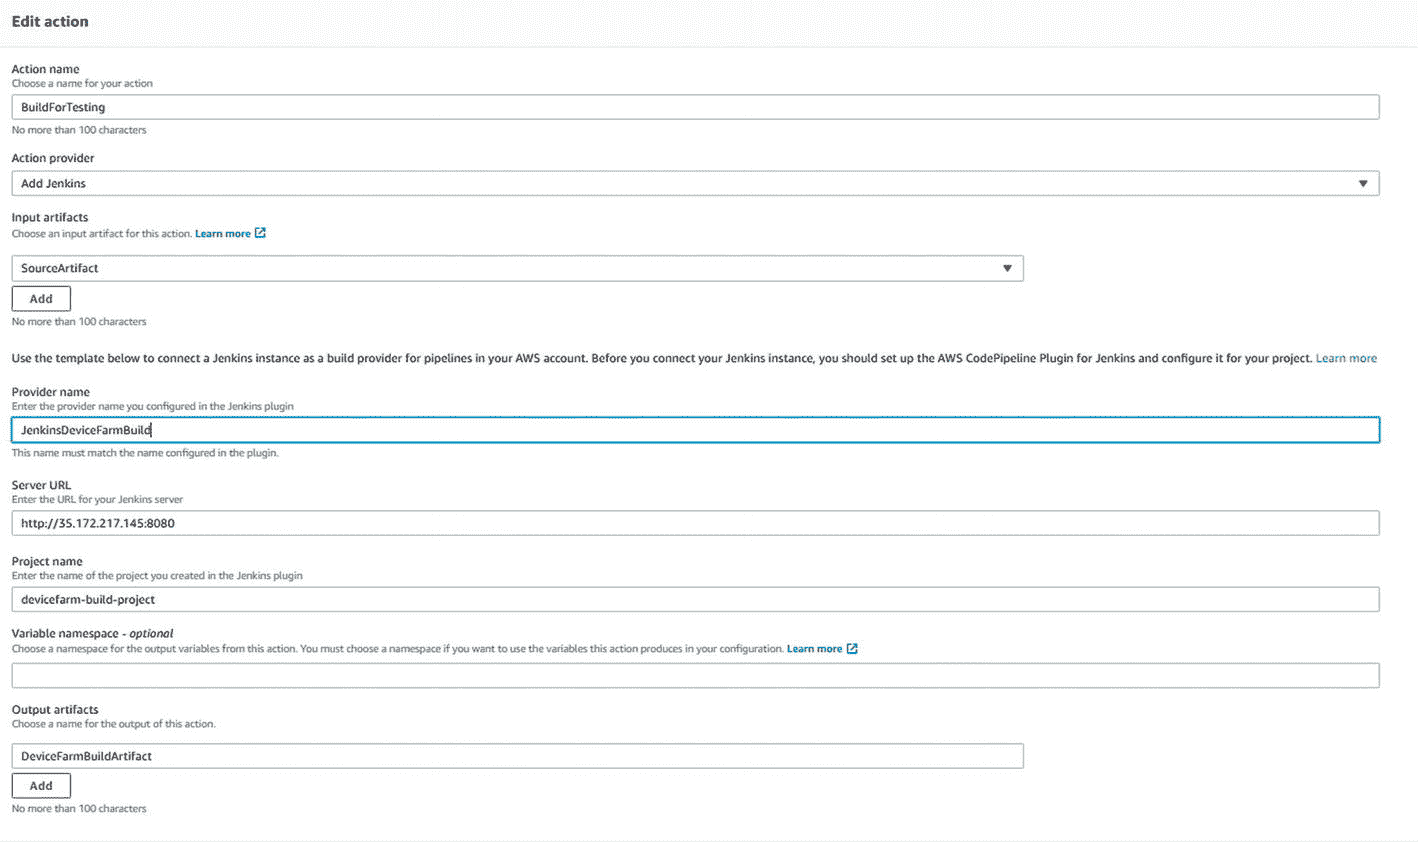 Edit action
Action name
Choose a name for your action
BuildForTesting
No more than 100 characters
Action provider
Add Jenkins
Input artifacts
Choose an input artifact for this action. Learn more
SourceArtifact
Add
No more than 100 characters
Use the template below to connect a Jenkins instance as a build provider for pipelines in your AWS account. Before you connect your Jenkins instance, you should set up the AWS CodePipeline Plugin for Jenkins and configure it for your project. Learn more
Provider name
Enter the provider name you configured in the Jenkins plugin
JenkinsDeviceFarmBuild
This name must match the name configured in the plugin.
Server URL
Enter the URL for your Jenkins server
http://35.172.217.145:8080
Project name
Enter the name of the project you created in the Jenkins plugin
devicefarm-build-project
Variable namespace - optional
Choose a namespace for the output variables from this action. You must choose a namespace if you want to use the variables this action produces in your configuration. Learn more
Output artifacts
Choose a name for the output of this action.
DeviceFarmBuildArtifact
Add
No more than 100 characters